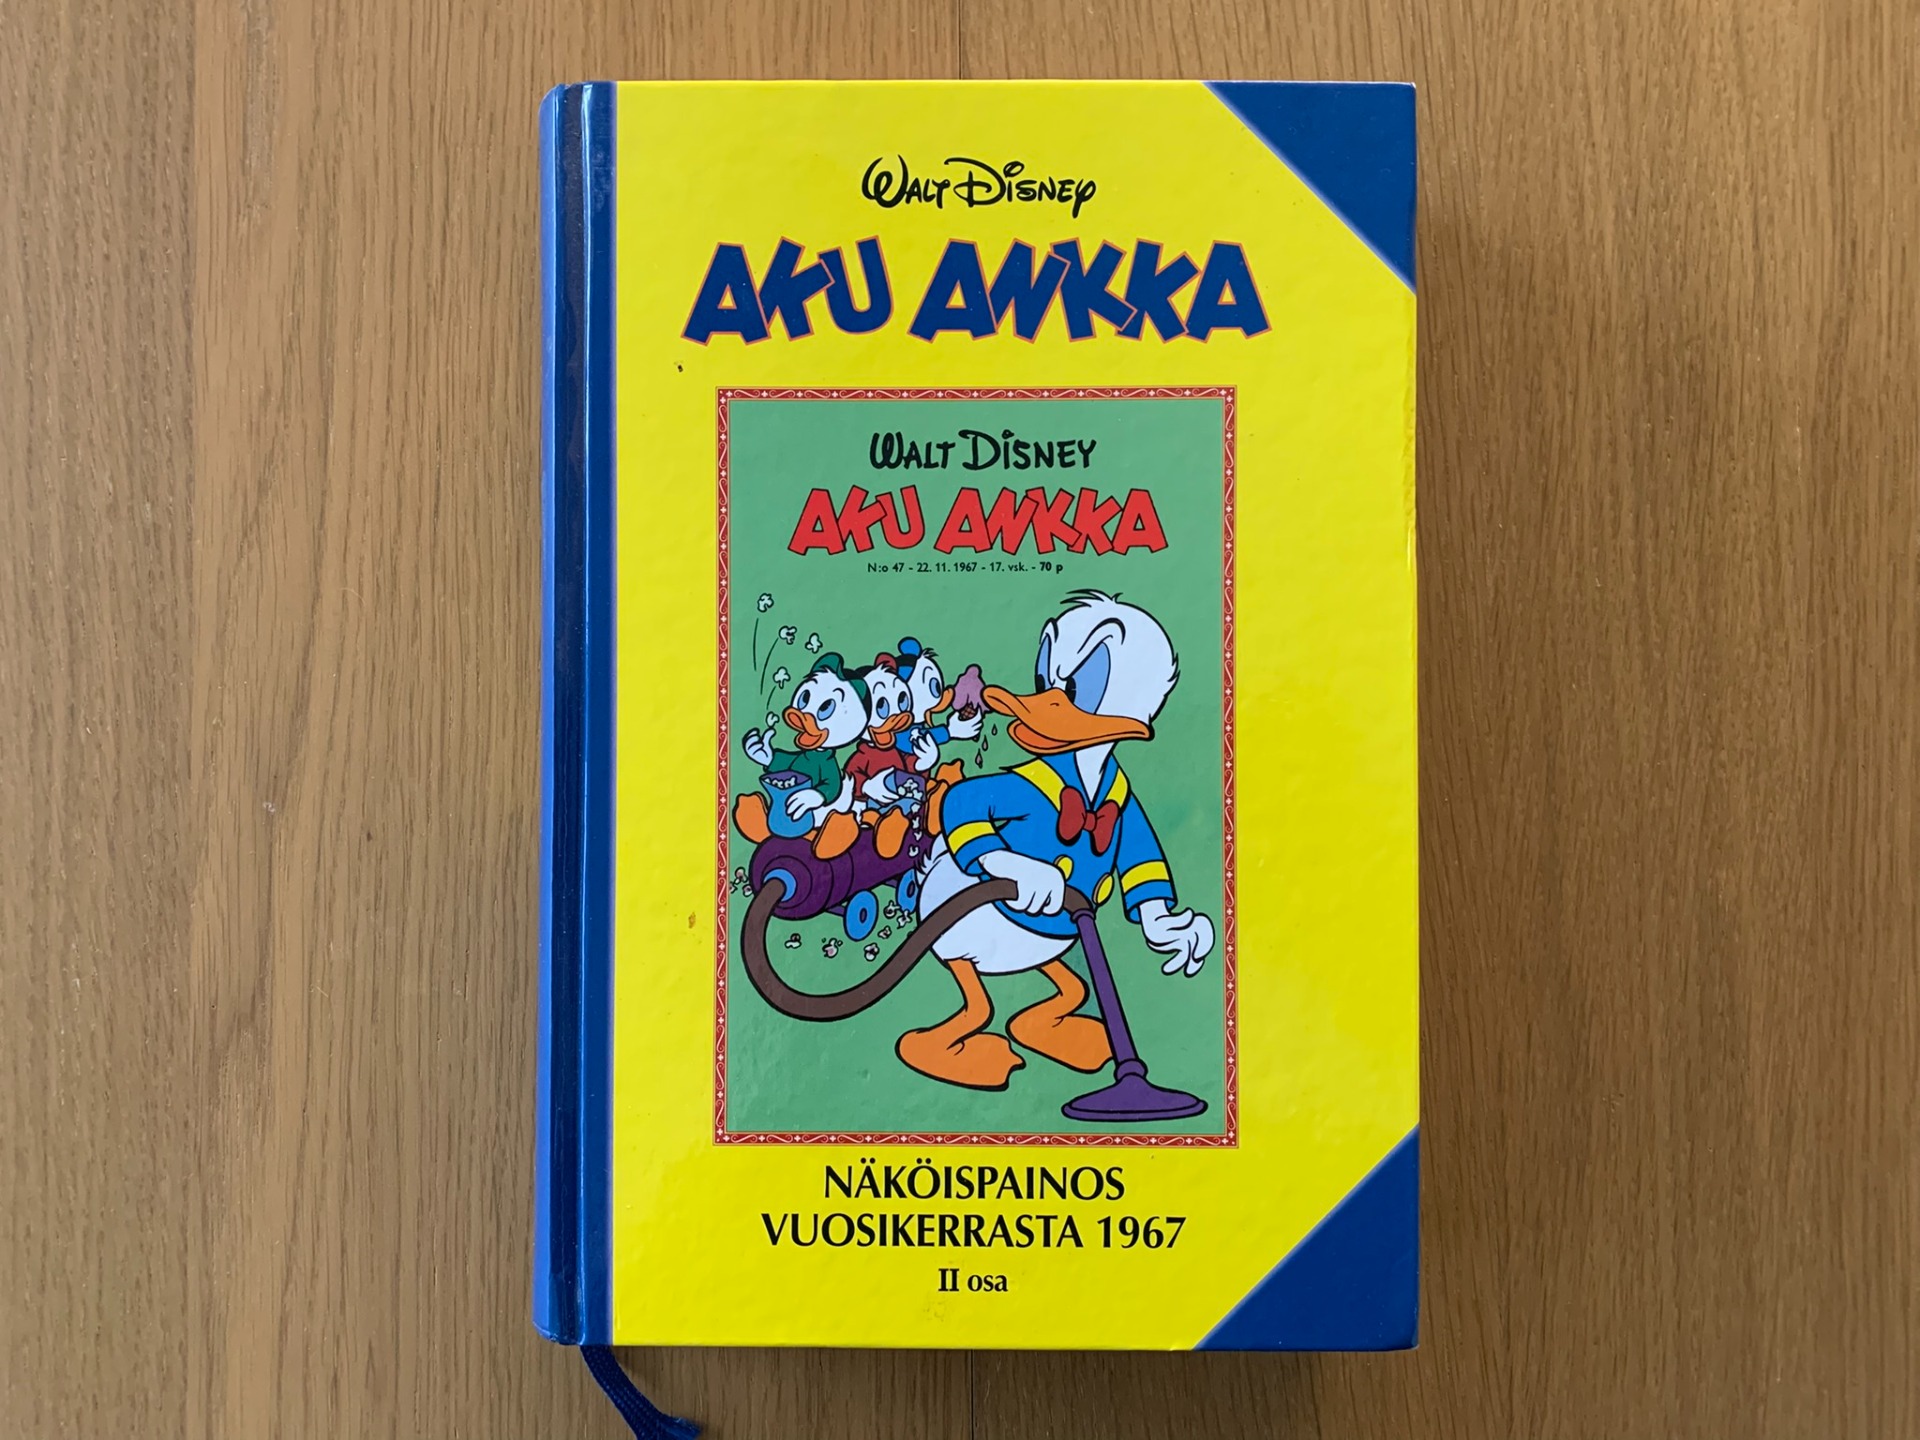 WALT DISNEY
AKU ANKKA
WALT DISNEY
AKU ANKKA
N:o 47 - 22. 11. 1967 - 17. vsk. - 70 p
NÄKÖISPAINOS
VUOSIKERRASTA 1967
II osa